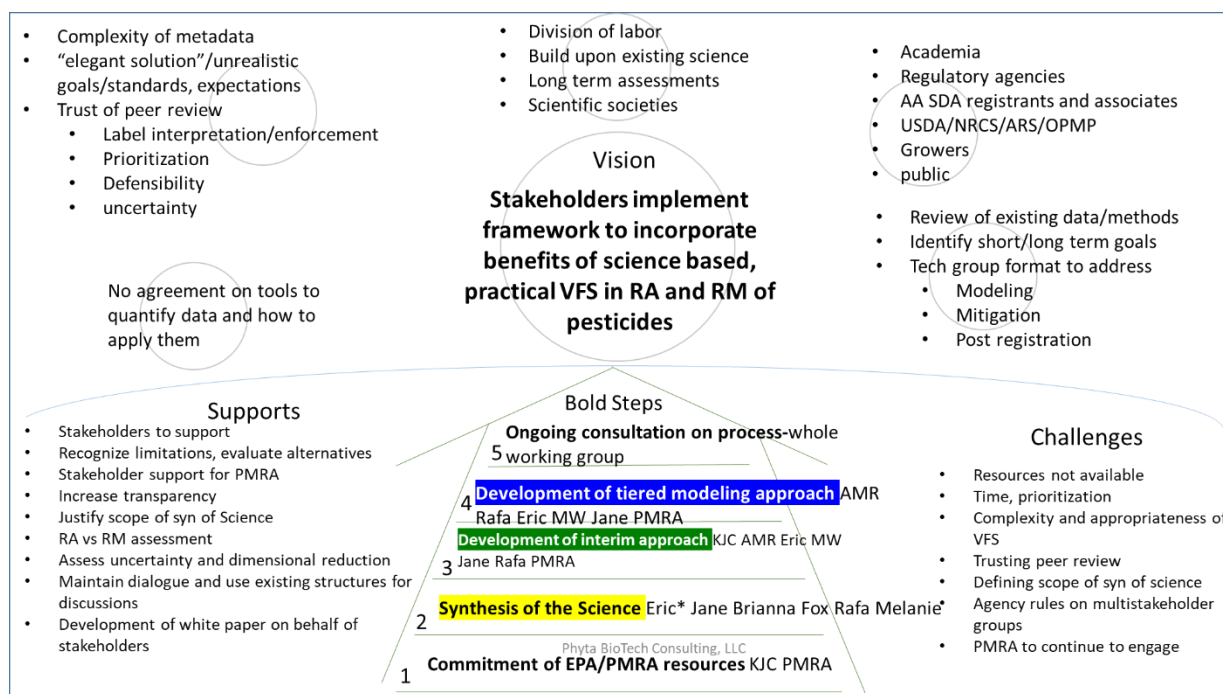 • Complexity of metadata
• “elegant solution”/unrealistic
goals/standards, expectations
• Trust of peer review
• Label interpretation/enforcement
• Prioritization
• Defensibility
• uncertainty
No agreement on tools to
quantify data and how to
apply them
• Division of labor
• Build upon existing science
• Long term assessments
• Scientific societies
Vision
Stakeholders implement
framework to incorporate
benefits of science based,
practical VFS in RA and RM of
pesticides
• Academia
• Regulatory agencies
• AA SDA registrants and associates
• USDA/NRCS/ARS/OPMP
• Growers
• public
• Review of existing data/methods
• Identify short/long term goals
• Tech group format to address
• Modeling
• Mitigation
• Post registration
Supports
• Stakeholders to support
• Recognize limitations, evaluate alternatives
• Stakeholder support for PMRA
• Increase transparency
• Justify scope of syn of Science
• RA vs RM assessment
• Assess uncertainty and dimensional reduction
• Maintain dialogue and use existing structures for
discussions
• Development of white paper on behalf of
stakeholders
Bold Steps
5 Ongoing consultation on process-whole
working group
4 Development of tiered modeling approach AMR
Rafa Eric MW Jane PMRA
Development of interim approach KJC AMR Eric MW
3 Jane Rafa PMRA
2 Synthesis of the Science Eric* Jane Brianna Fox Rafa Melanie
Phyta BioTech Consulting, LLC
1 Commitment of EPA/PMRA resources KJC PMRA
Challenges
• Resources not available
• Time, prioritization
• Complexity and appropriateness of
VFS
• Trusting peer review
• Defining scope of syn of science
• Agency rules on multistakeholder
groups
• PMRA to continue to engage